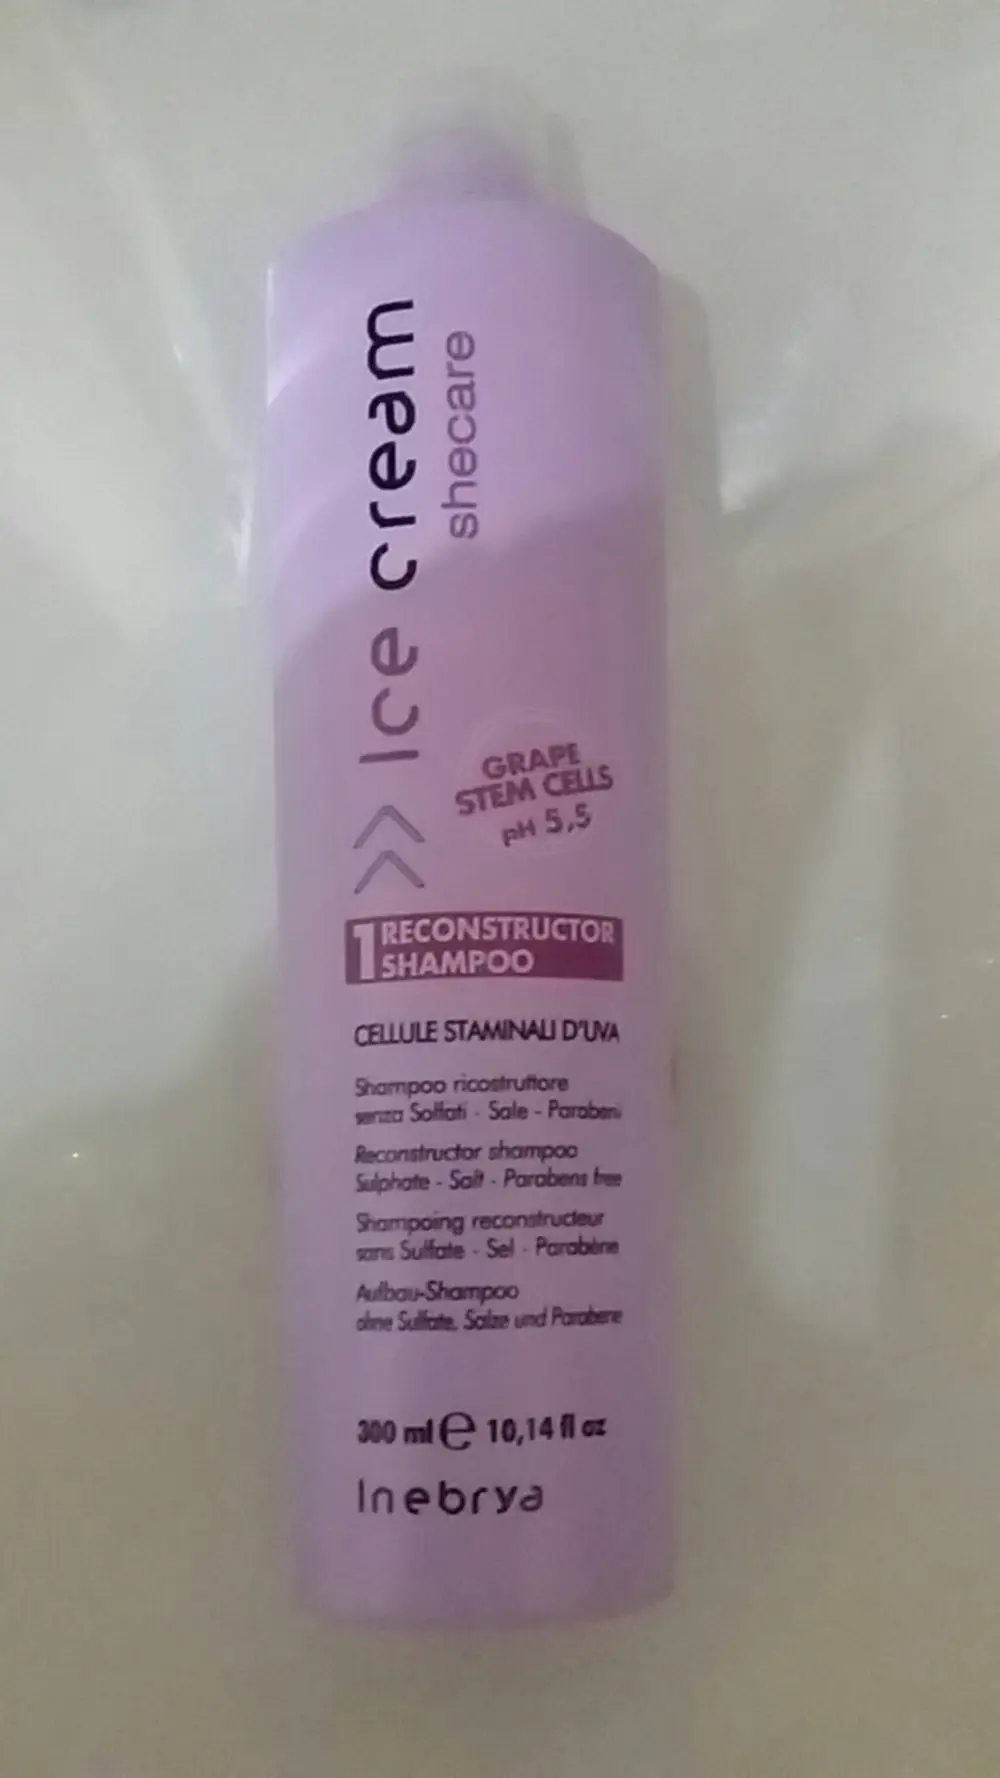 >> Ice cream
shecare
GRAPE
STEM CELLS
pH 5,5
1 RECONSTRUCTOR
SHAMPOO
CELLULE STAMINALI D'UVA
Shampoo ricostruttore
senza Solfati - Sale - Parabeni
Reconstructor shampoo
Sulphate - Salt - Parabens free
Shampoing reconstructeur
sans Sulfate - Sel - Parabène
Aufbau-Shampoo
ohne Sulfate, Salze und Parabene
300 ml e 10,14 fl oz
Inebrya